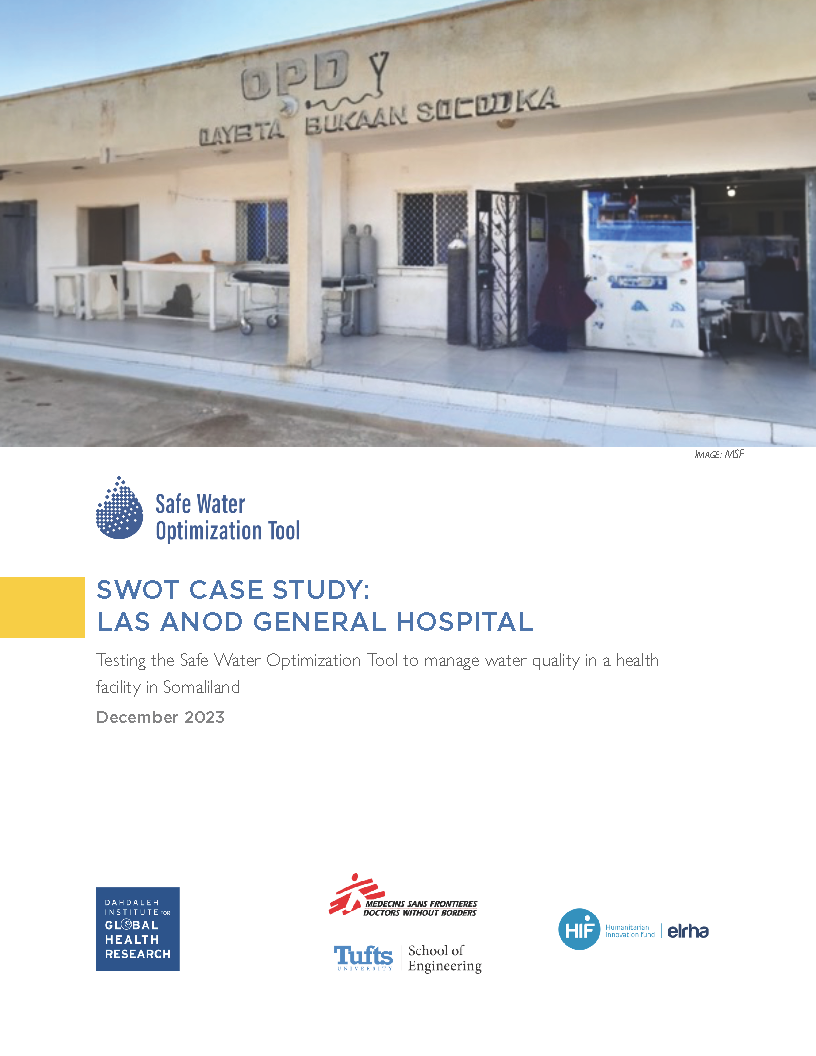 OPD
DAYBTA BUKAAN SOCODKA
IMAGE: MSF
Safe Water
Optimization Tool
SWOT CASE STUDY:
LAS ANOD GENERAL HOSPITAL
Testing the Safe Water Optimization Tool to manage water quality in a health
facility in Somaliland
December 2023
DAHDALEH
INSTITUTE FOR
GLOBAL
HEALTH
RESEARCH
MEDECINS SANS FRONTIERES
DOCTORS WITHOUT BORDERS
Tufts
UNIVERSITY
School of
Engineering
HIF
Humanitarian
Innovation Fund
elrha